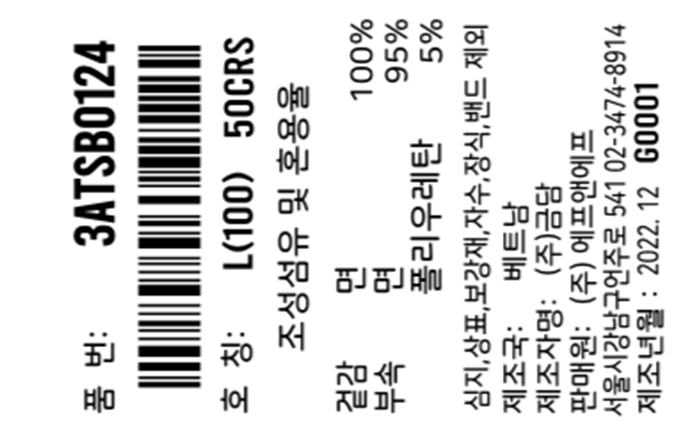 품 번: 3ATSB0124
호 칭: L(100) 50CRS
조성섬유 및 혼용율
겉감 면 100%
부속 면 95%
폴리우레탄 5%
심지,상표,보강재,자수,장식,밴드 제외
제조국: 베트남
제조자명: (주)금담
판매원: (주) 에프앤에프
서울시강남구언주로 541 02-3474-8914
제조년월 : 2022. 12 G0001